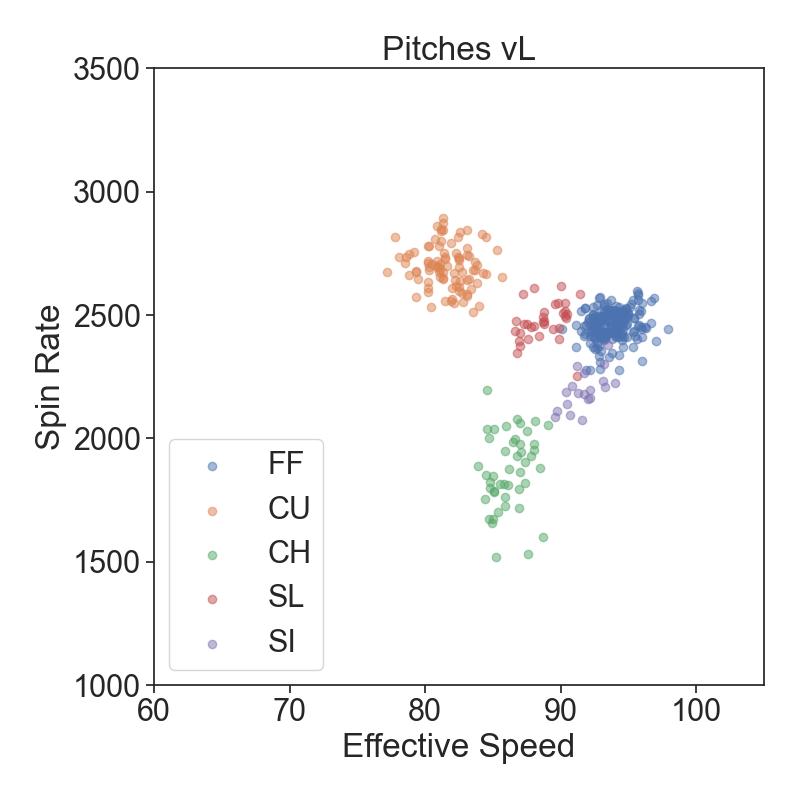 Pitches vL
3500
3000
2500
2000
1500
1000
Spin Rate
FF
CU
CH
SL
SI
60 70 80 90 100
Effective Speed